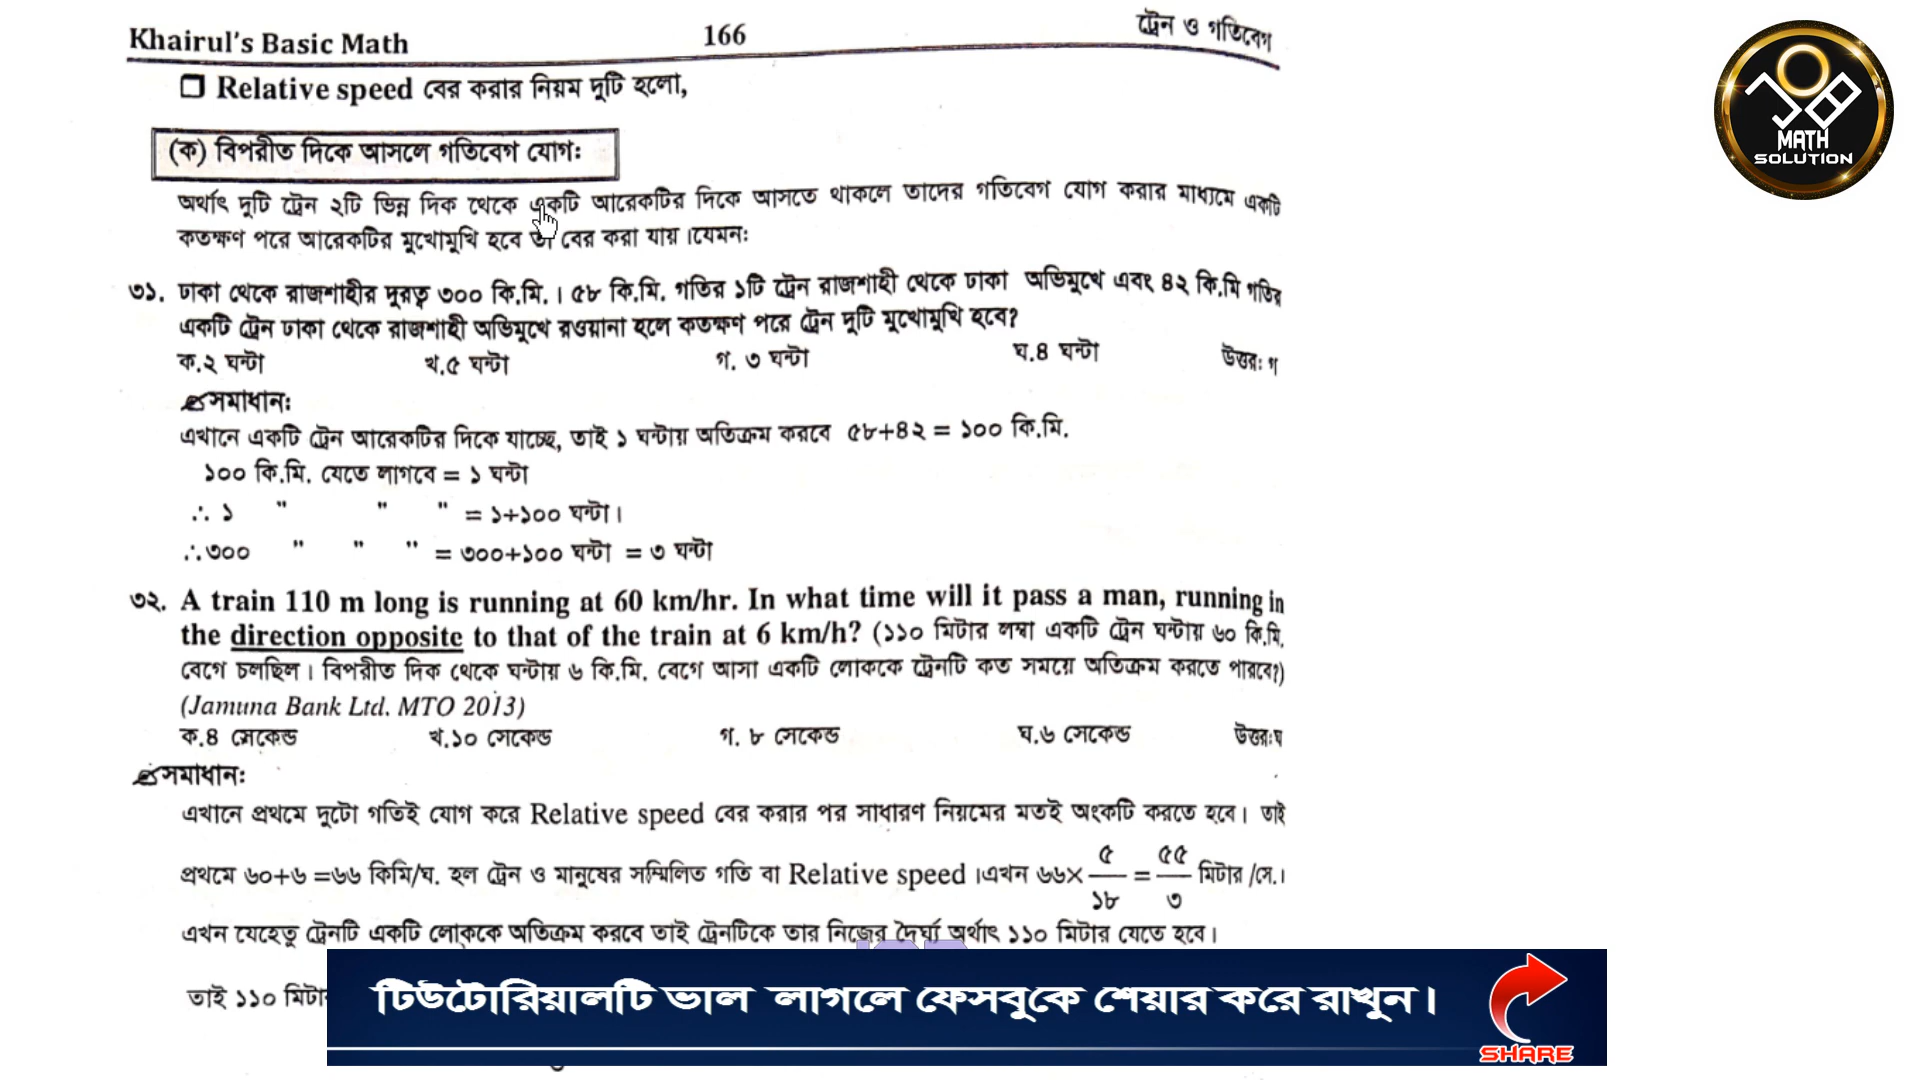 Khairul's Basic Math 166 ট্রেন ও গতিবেগ
❒ Relative speed বের করার নিয়ম দুটি হলো,
(ক) বিপরীত দিকে আসলে গতিবেগ যোগঃ
অর্থাৎ দুটি ট্রেন ২টি ভিন্ন দিক থেকে একটি আরেকটির দিকে আসতে থাকলে তাদের গতিবেগ যোগ করার মাধ্যমে একটি
কতক্ষণ পরে আরেকটির মুখোমুখি হবে তা বের করা যায়।যেমনঃ
৩১. ঢাকা থেকে রাজশাহীর দূরত্ব ৩০০ কি.মি.। ৫৮ কি.মি. গতির ১টি ট্রেন রাজশাহী থেকে ঢাকা অভিমুখে এবং ৪২ কি.মি গতির
একটি ট্রেন ঢাকা থেকে রাজশাহী অভিমুখে রওয়ানা হলে কতক্ষণ পরে ট্রেন দুটি মুখোমুখি হবে?
ক.২ ঘন্টা খ.৫ ঘন্টা গ. ৩ ঘন্টা ঘ.৪ ঘন্টা উত্তরঃ গ
সমাধানঃ
এখানে একটি ট্রেন আরেকটির দিকে যাচ্ছে, তাই ১ ঘন্টায় অতিক্রম করবে ৫৮+৪২ = ১০০ কি.মি.
১০০ কি.মি. যেতে লাগবে = ১ ঘন্টা
∴ ১ " " " = ১÷১০০ ঘন্টা।
∴৩০০ " " " = ৩০০÷১০০ ঘন্টা = ৩ ঘন্টা
৩২. A train 110 m long is running at 60 km/hr. In what time will it pass a man, running in
the direction opposite to that of the train at 6 km/h? (১১০ মিটার লম্বা একটি ট্রেন ঘন্টায় ৬০ কি.মি.
বেগে চলছিল। বিপরীত দিক থেকে ঘন্টায় ৬ কি.মি. বেগে আসা একটি লোককে ট্রেনটি কত সময়ে অতিক্রম করতে পারবে?)
(Jamuna Bank Ltd. MTO 2013)
ক.৪ সেকেন্ড খ.১০ সেকেন্ড গ. ৮ সেকেন্ড ঘ.৬ সেকেন্ড উত্তরঃঘ
সমাধানঃ
এখানে প্রথমে দুটো গতিই যোগ করে Relative speed বের করার পর সাধারণ নিয়মের মতই অংকটি করতে হবে। তাই
প্রথমে ৬০+৬ =৬৬ কিমি/ঘ. হল ট্রেন ও মানুষের সম্মিলিত গতি বা Relative speed।এখন ৬৬× ৫/১৮ = ৫৫/৩ মিটার /সে.।
এখন যেহেতু ট্রেনটি একটি লোককে অতিক্রম করবে তাই ট্রেনটিকে তার নিজের দৈর্ঘ্য অর্থাৎ ১১০ মিটার যেতে হবে।
তাই ১১০ মিটার
টিউটোরিয়ালটি ভাল লাগলে ফেসবুকে শেয়ার করে রাখুন।
SHARE
MATH
SOLUTION